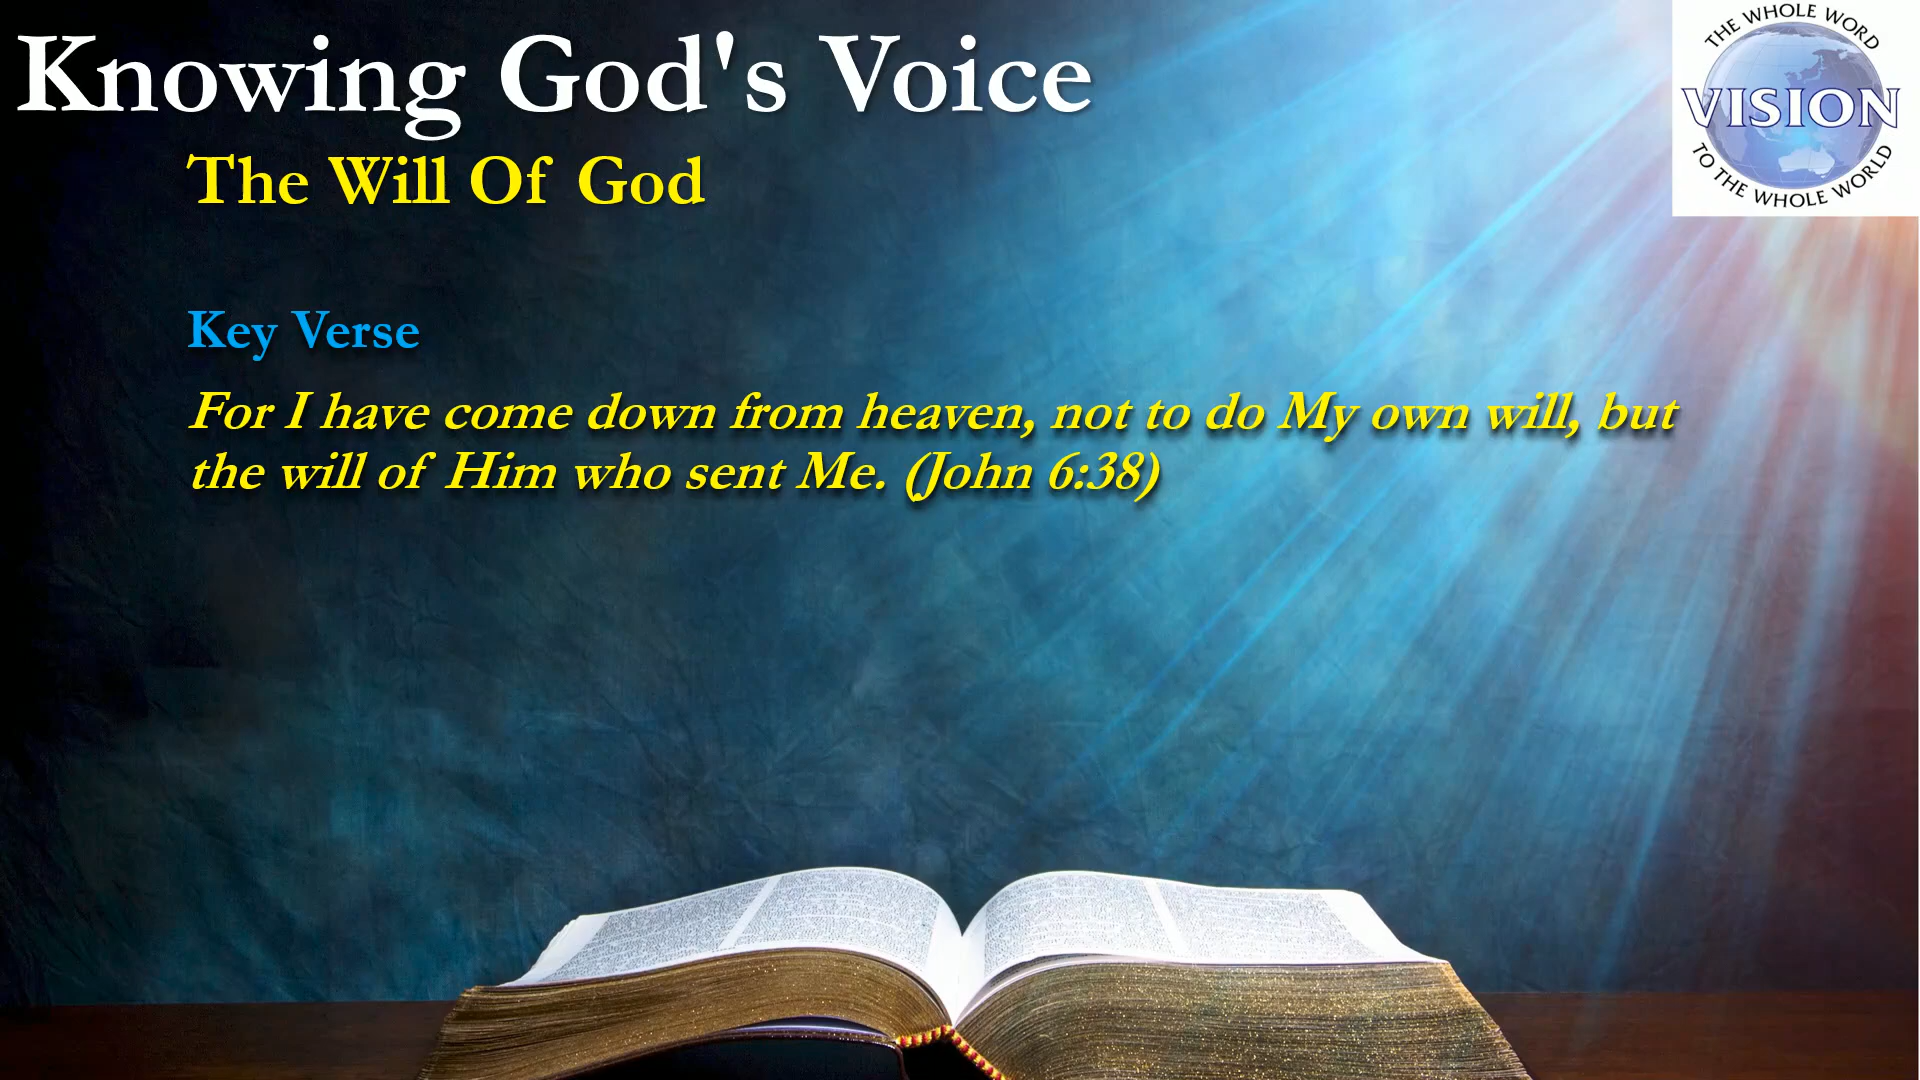 Knowing God's Voice
The Will Of God
Key Verse
For I have come down from heaven, not to do My own will, but
the will of Him who sent Me. (John 6:38)
THE WHOLE WORD
VISION
TO THE WHOLE WORLD